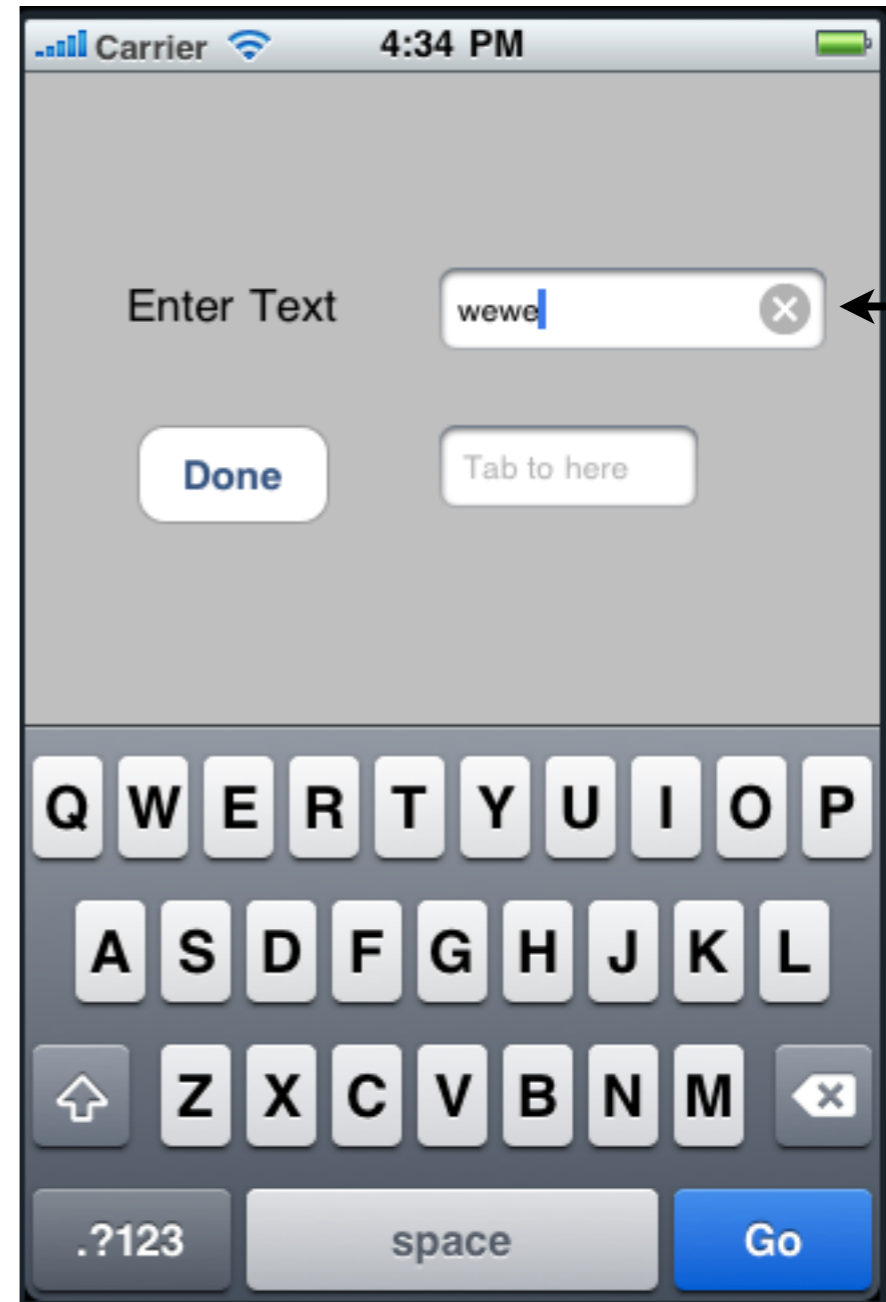 Carrier 4:34 PM
Enter Text wewe
Done Tab to here
Q W E R T Y U I O P
A S D F G H J K L
Z X C V B N M
.?123 space Go